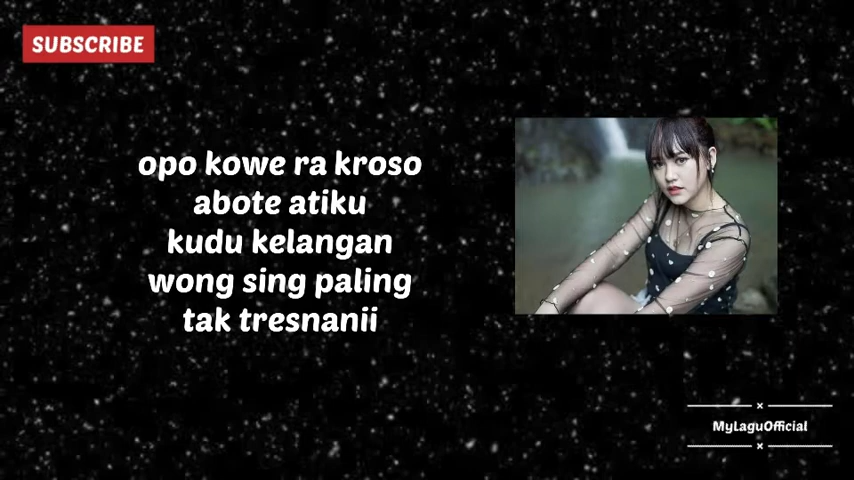 SUBSCRIBE
opo kowe ra kroso
abote atiku
kudu kelangan
wong sing paling
tak tresnanii
MyLaguOfficial